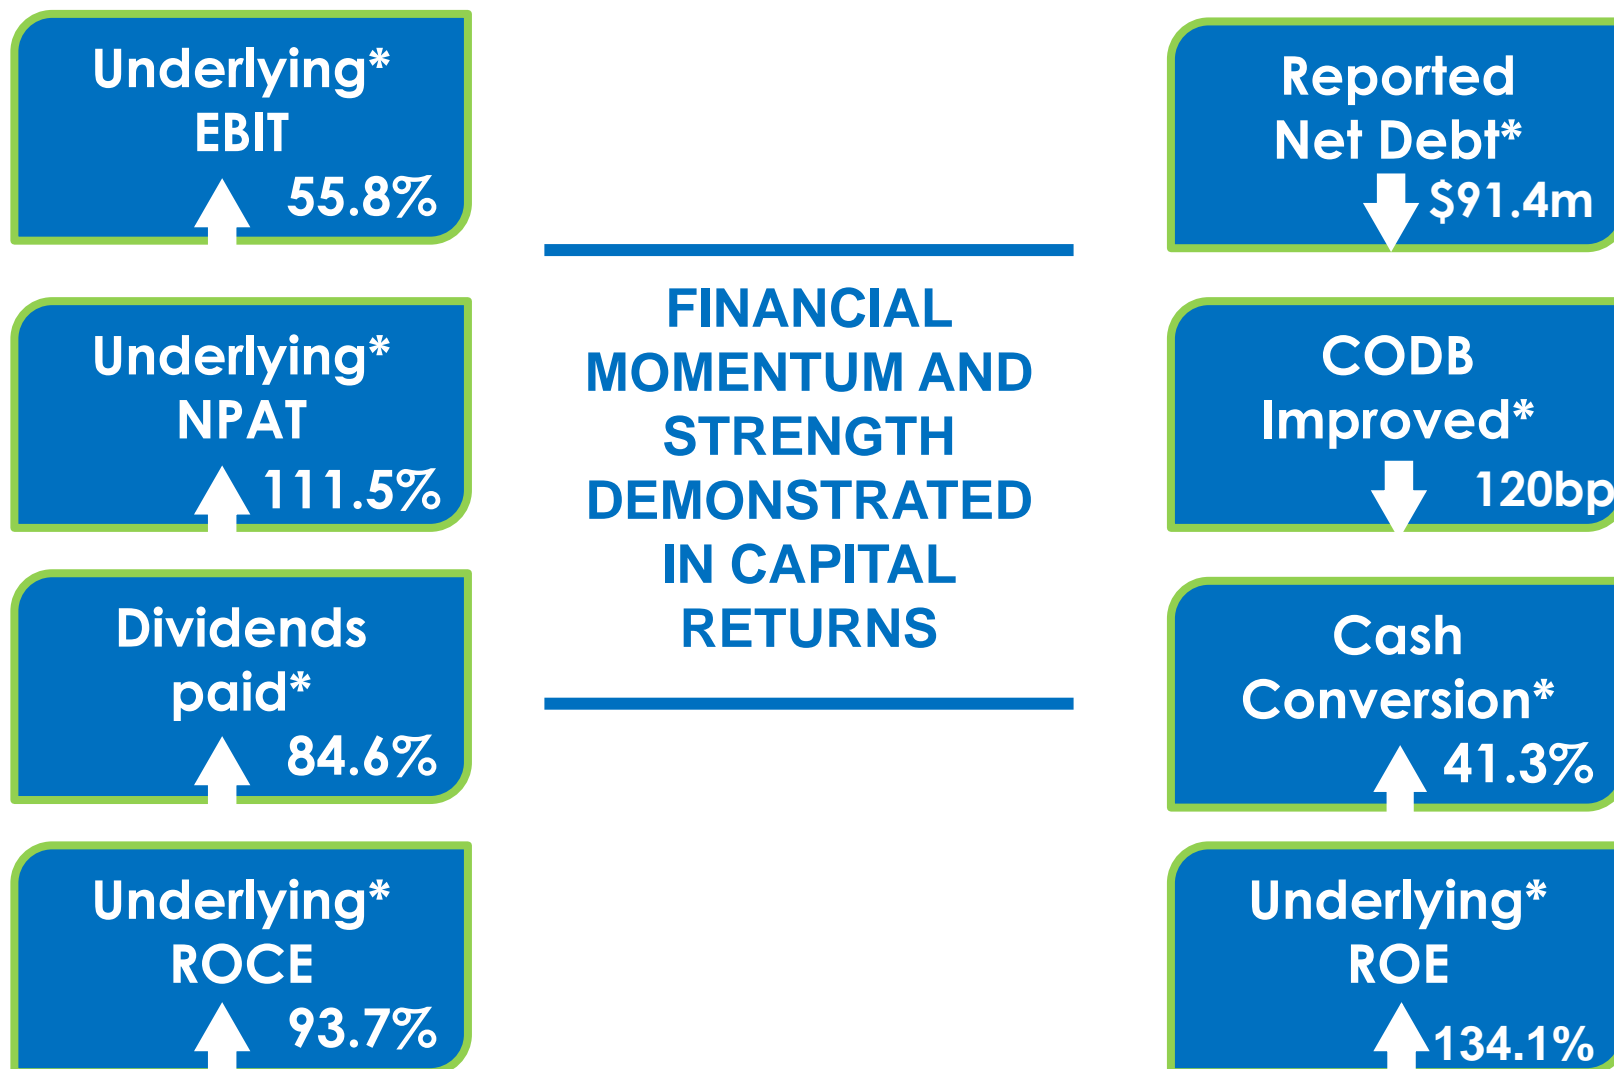 Underlying*
EBIT
55.8%
Underlying*
NPAT
111.5%
Dividends
paid*
84.6%
Underlying*
ROCE
93.7%
FINANCIAL
MOMENTUM AND
STRENGTH
DEMONSTRATED
IN CAPITAL
RETURNS
Reported
Net Debt*
$91.4m
CODB
Improved*
120bp
Cash
Conversion*
41.3%
Underlying*
ROE
134.1%